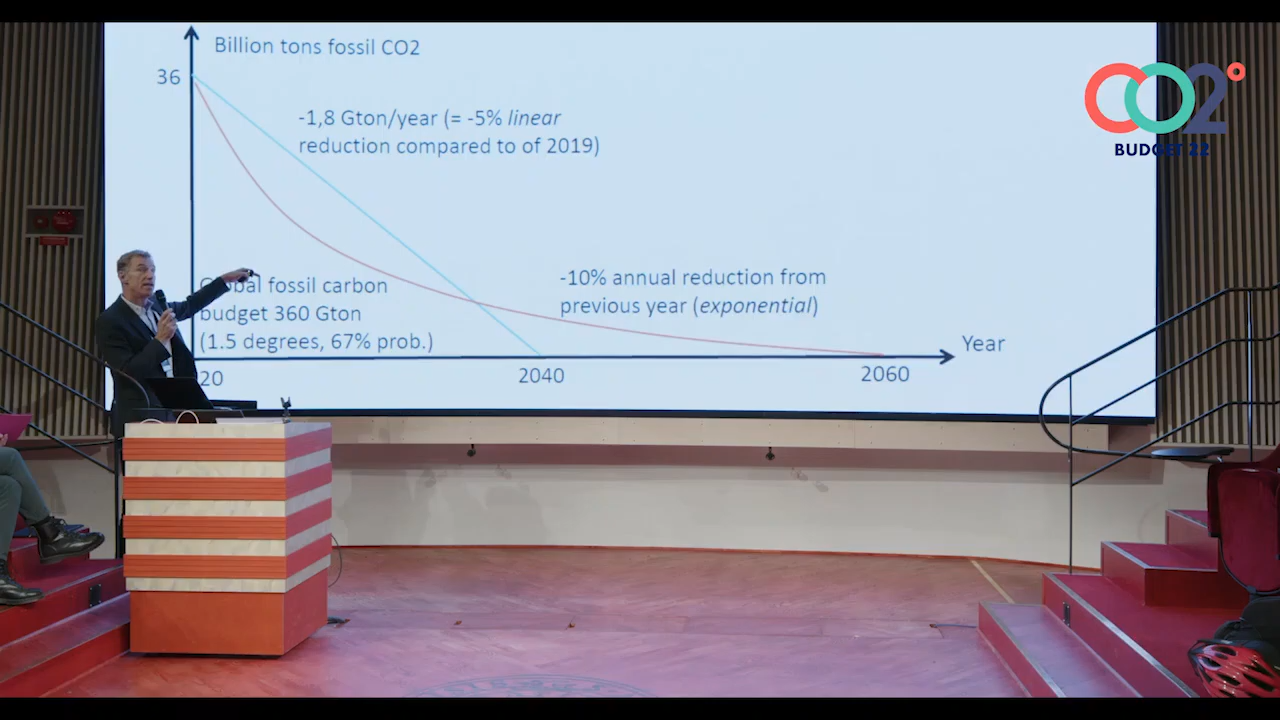 Billion tons fossil CO2
36
-1,8 Gton/year (= -5% linear
reduction compared to of 2019)
Global fossil carbon
budget 360 Gton
(1.5 degrees, 67% prob.)
-10% annual reduction from
previous year (exponential)
Year
20
2040
2060
CO2°
BUDGET 22